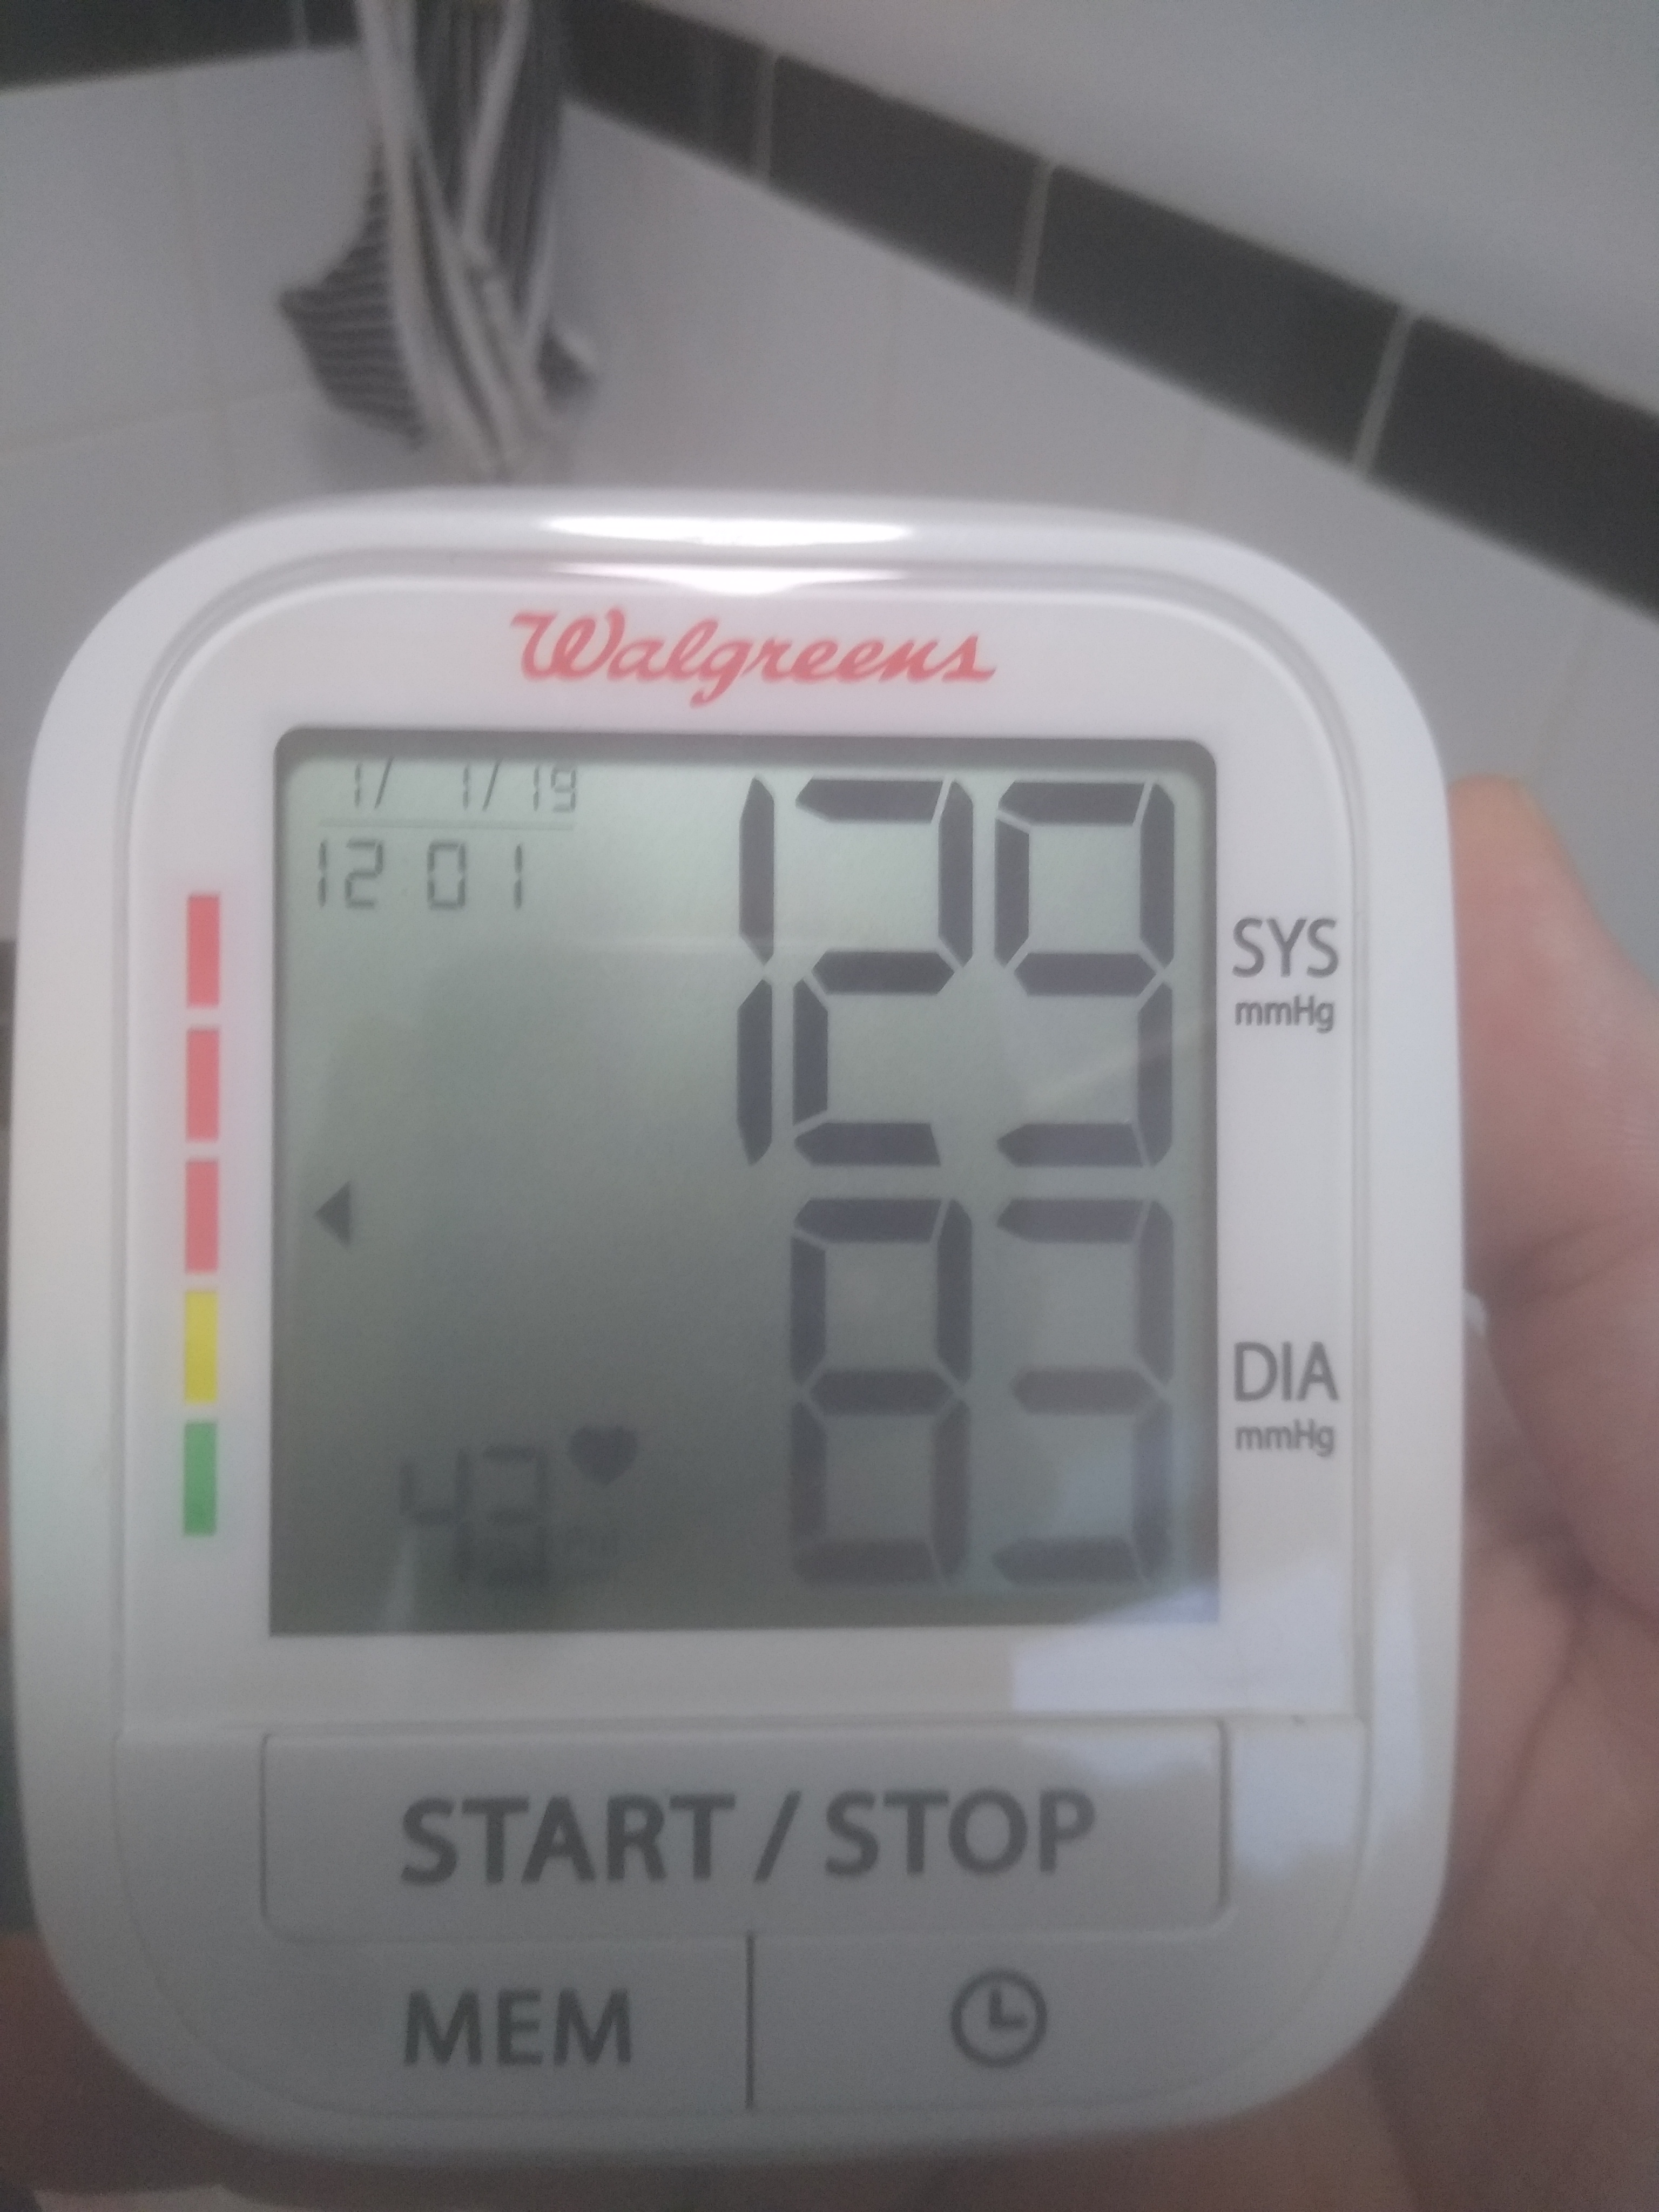 Walgreens
1/ 1/19
12 01
129
SYS
mmHg
83
DIA
mmHg
START / STOP
MEM